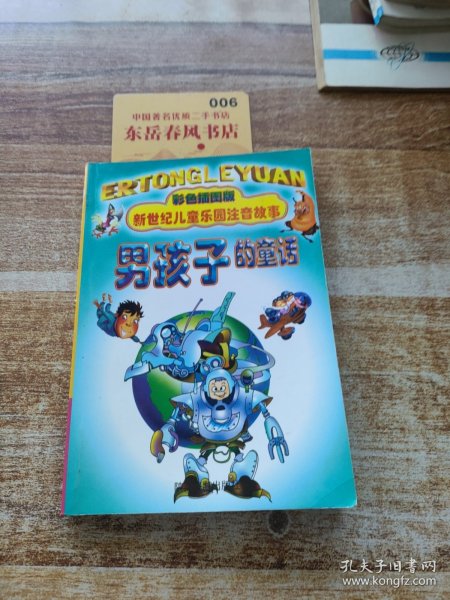 006
中国著名优质二手书店
东岳春风书店
ERTONGLEYUAN
彩色插图版
新世纪儿童乐园注音故事
男孩子的童话
孔夫子旧书网
www.kongfz.com